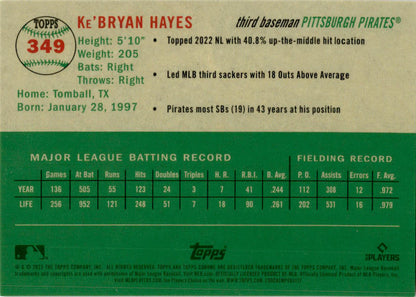 TOPPS
349
KE'BRYAN HAYES
third baseman PITTSBURGH PIRATES®
Height: 5'10"
Weight: 205
Bats: Right
Throws: Right
Home: Tomball, TX
Born: January 28, 1997
• Topped 2022 NL with 40.8% up-the-middle hit location
• Led MLB third sackers with 18 Outs Above Average
• Pirates most SBs (19) in 43 years at his position
MAJOR LEAGUE BATTING RECORD FIELDING RECORD
Games At Bat Runs Hits Doubles Triples H. R. R.B.I. B. Avg. P. O. Assists Errors F. Avg.
YEAR 136 505 55 123 24 3 7 41 .244 112 308 12 .972
LIFE 256 952 121 248 51 7 18 90 .261 202 531 16 .979
Topps
PLAYERS